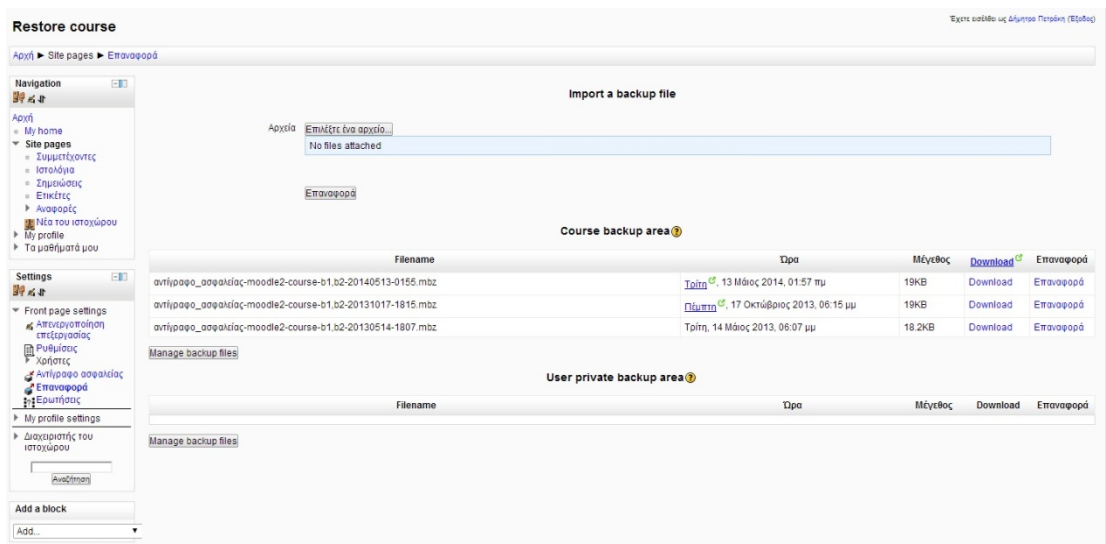 Restore course
Έχετε εισέλθει ως Δήμητρα Πετράκη (Έξοδος)
Αρχή ► Site pages ► Επαναφορά
Navigation
Αρχή
My home
Site pages
Συμμετέχοντες
Ιστολόγια
Σημειώσεις
Ετικέτες
Αναφορές
Νέα του ιστοχώρου
My profile
Τα μαθήματά μου
Settings
Front page settings
Απενεργοποίηση
επεξεργασίας
Ρυθμίσεις
Χρήστες
Αντίγραφο ασφαλείας
Επαναφορά
Ερωτήσεις
My profile settings
Διαχειριστής του
ιστοχώρου
Αναζήτηση
Add a block
Add...
Import a backup file
Αρχεία Επιλέξτε ένα αρχείο...
No files attached
Επαναφορά
Course backup area
Filename Ώρα Μέγεθος Download Επαναφορά
αντίγραφο_ασφαλείας-moodle2-course-b1,b2-20140513-0155.mbz Τρίτη, 13 Μάιος 2014, 01:57 πμ 19KB Download Επαναφορά
αντίγραφο_ασφαλείας-moodle2-course-b1,b2-20131017-1815.mbz Πέμπτη, 17 Οκτώβριος 2013, 06:15 μμ 19KB Download Επαναφορά
αντίγραφο_ασφαλείας-moodle2-course-b1,b2-20130514-1807.mbz Τρίτη, 14 Μάιος 2013, 06:07 μμ 18.2KB Download Επαναφορά
Manage backup files
User private backup area
Filename Ώρα Μέγεθος Download Επαναφορά
Manage backup files